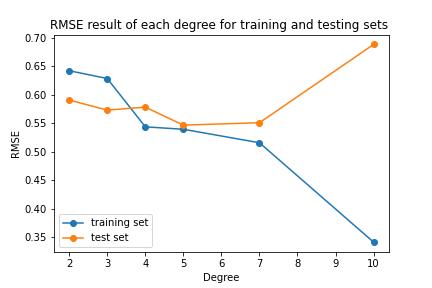 RMSE result of each degree for training and testing sets
0.70
0.65
0.60
0.55
0.50
0.45
0.40
0.35
RMSE
training set
test set
2 3 4 5 6 7 8 9 10
Degree